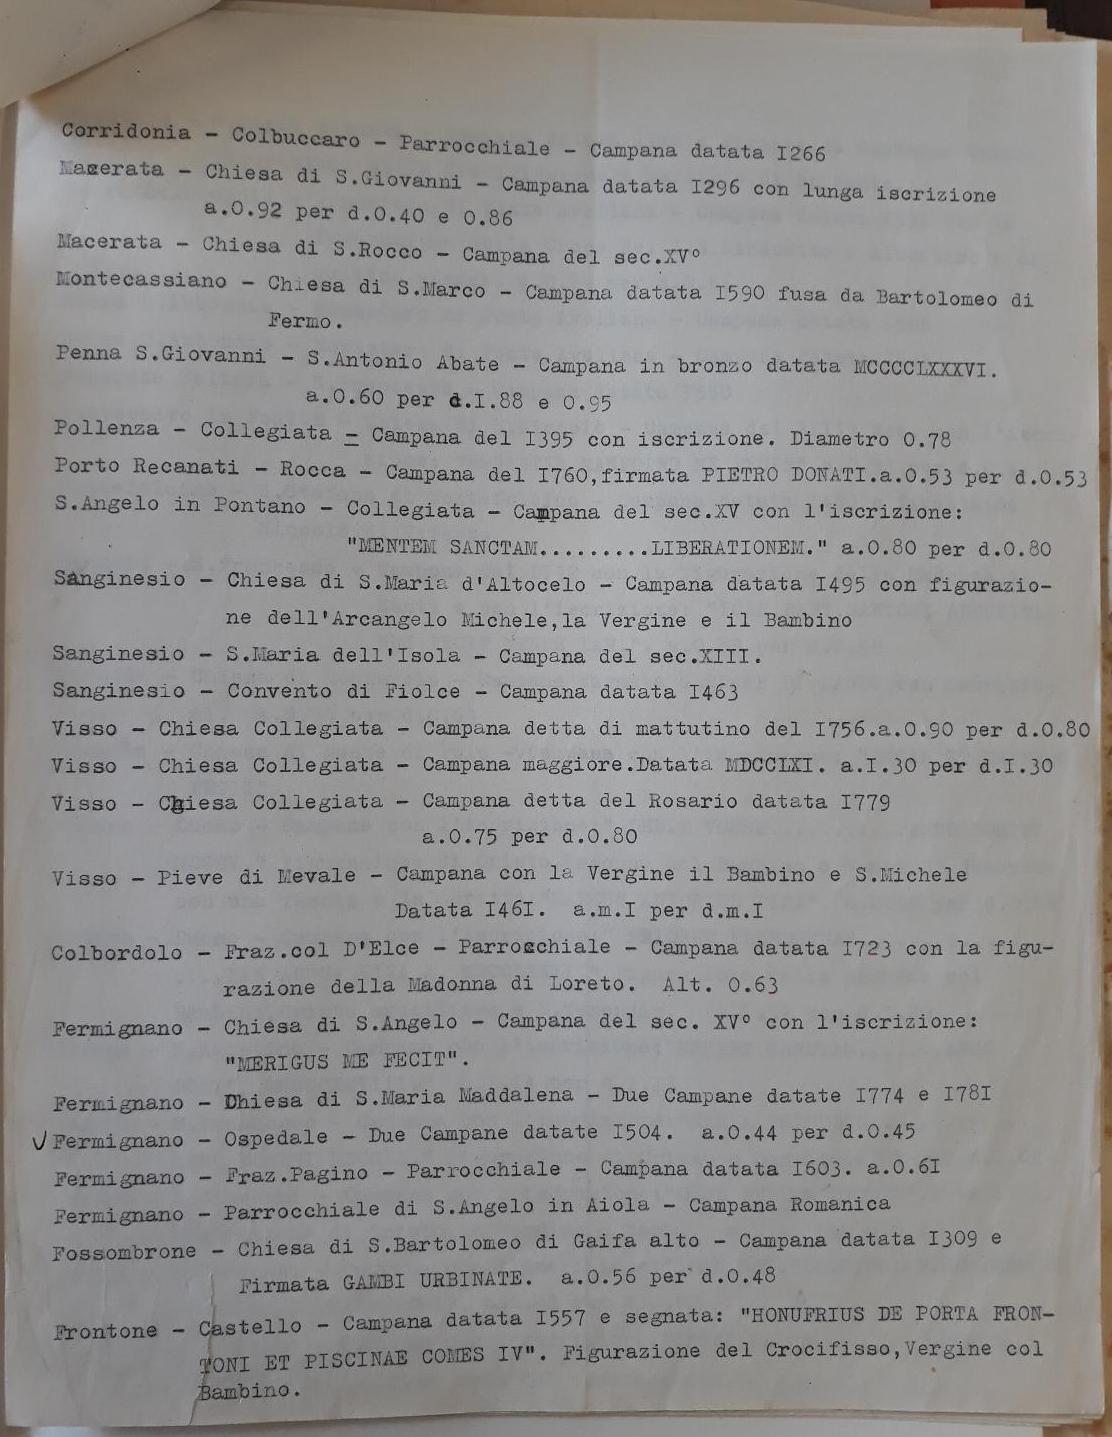 Corridonia - Colbuccaro - Parrocchiale - Campana datata I266
Macerata - Chiesa di S.Giovanni - Campana datata I296 con lunga iscrizione
a.0.92 per d.0.40 e 0.86
Macerata - Chiesa di S.Rocco - Campana del sec.XV°
Montecassiano - Chiesa di S.Marco - Campana datata I590 fusa da Bartolomeo di
Fermo.
Penna S.Giovanni - S.Antonio Abate - Campana in bronzo datata MCCCCLXXXVI.
a.0.60 per d.I.88 e 0.95
Pollenza - Collegiata - Campana del I395 con iscrizione. Diametro 0.78
Porto Recanati - Rocca - Campana del I760,firmata PIETRO DONATI.a.0.53 per d.0.53
S.Angelo in Pontano - Collegiata - Campana del sec.XV con l'iscrizione:
"MENTEM SANCTAM.........LIBERATIONEM." a.0.80 per d.0.80
Sanginesio - Chiesa di S.Maria d'Altocelo - Campana datata I495 con figurazio-
ne dell'Arcangelo Michele,la Vergine e il Bambino
Sanginesio - S.Maria dell'Isola - Campana del sec.XIII.
Sanginesio - Convento di Fiolce - Campana datata I463
Visso - Chiesa Collegiata - Campana detta di mattutino del I756.a.0.90 per d.0.80
Visso - Chiesa Collegiata - Campana maggiore.Datata MDCCLXI. a.I.30 per d.I.30
Visso - Chiesa Collegiata - Campana detta del Rosario datata I779
a.0.75 per d.0.80
Visso - Pieve di Mevale - Campana con la Vergine il Bambino e S.Michele
Datata I46I. a.m.I per d.m.I
Colbordolo - Fraz.col D'Elce - Parrocchiale - Campana datata I723 con la figu-
razione della Madonna di Loreto. Alt. 0.63
Fermignano - Chiesa di S.Angelo - Campana del sec. XV° con l'iscrizione:
"MERIGUS ME FECIT".
Fermignano - Dhiesa di S.Maria Maddalena - Due Campane datate I774 e I78I
Fermignano - Ospedale - Due Campane datate I504. a.0.44 per d.0.45
Fermignano - Fraz.Pagino - Parrocchiale - Campana datata I603. a.0.6I
Fermignano - Parrocchiale di S.Angelo in Aiola - Campana Romanica
Fossombrone - Chiesa di S.Bartolomeo di Gaifa alto - Campana datata I309 e
Firmata GAMBI URBINATE. a.0.56 per d.0.48
Frontone - Castello - Campana datata I557 e segnata: "HONUFRIUS DE PORTA FRON-
TONI ET PISCINAE COMES IV". Figurazione del Crocifisso,Vergine col
Bambino.